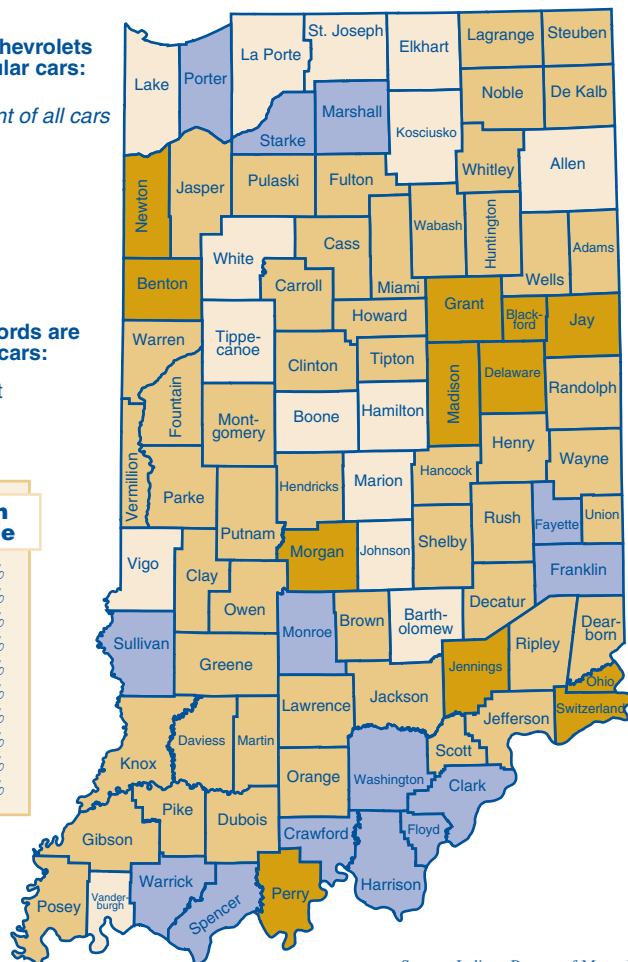 hevrolets
ular cars:
nt of all cars
ords are
cars:
t
n
e
Lake
Porter
La Porte
St. Joseph
Elkhart
Lagrange
Steuben
Noble
De Kalb
Starke
Marshall
Kosciusko
Whitley
Allen
Newton
Jasper
Pulaski
Fulton
Wabash
Huntington
Wells
Adams
Benton
White
Cass
Carroll
Miami
Howard
Grant
Black-
ford
Jay
Warren
Tippe-
canoe
Clinton
Tipton
Madison
Delaware
Randolph
Fountain
Mont-
gomery
Boone
Hamilton
Henry
Wayne
Vermillion
Parke
Putnam
Hendricks
Marion
Hancock
Rush
Fayette
Union
Vigo
Clay
Owen
Morgan
Johnson
Shelby
Franklin
Decatur
Sullivan
Greene
Monroe
Brown
Barth-
olomew
Jennings
Ripley
Dear-
born
Ohio
Switzerland
Knox
Daviess
Martin
Lawrence
Jackson
Jefferson
Scott
Orange
Washington
Clark
Gibson
Pike
Dubois
Crawford
Floyd
Harrison
Posey
Vander-
burgh
Warrick
Spencer
Perry